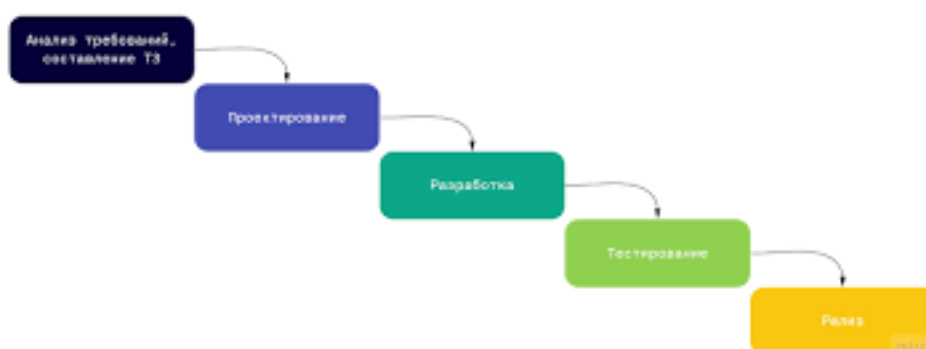 Анализ требований,
составление ТЗ
Проектирование
Разработка
Тестирование
Релиз